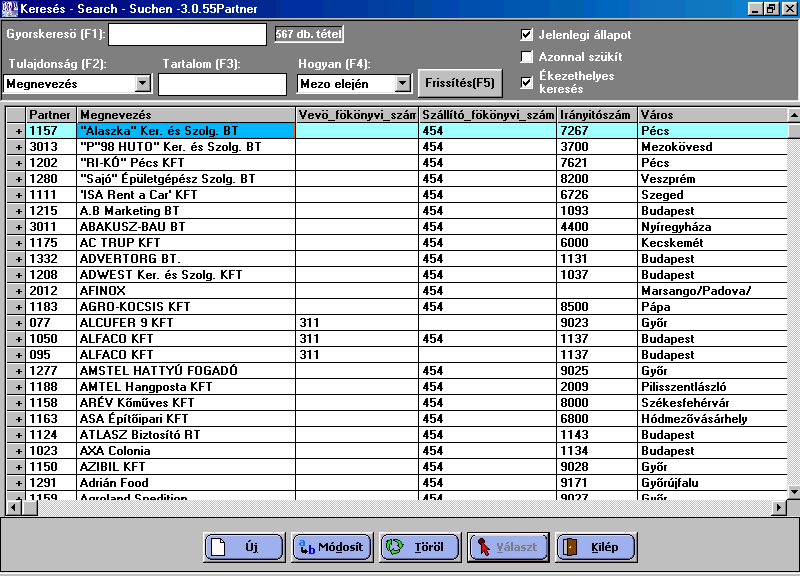 Keresés - Search - Suchen -3.0.55Partner
Gyorskereső (F1): 567 db. tétel
Jelenlegi állapot
Azonnal szükít
Ékezethelyes keresés
Tulajdonság (F2): Tartalom (F3): Hogyan (F4):
Megnevezés Mezo elején Frissítés(F5)
Partner Megnevezés Vevö_fökönyvi_szám Szállító_fökönyvi_szám Irányitószám Város
+ 1157 "Alaszka" Ker. és Szolg. BT 454 7267 Pécs
+ 3013 "P"98 HUTO" Ker. és Szolg. BT 454 3700 Mezokövesd
+ 1202 "RI-KÓ" Pécs KFT 454 7621 Pécs
+ 1280 "Sajó" Épületgépész Szolg. BT 454 8200 Veszprém
+ 1111 'ISA Rent a Car' KFT 454 6726 Szeged
+ 1215 A.B Marketing BT 454 1093 Budapest
+ 3011 ABAKUSZ-BAU BT 454 4400 Nyíregyháza
+ 1175 AC TRUP KFT 454 6000 Kecskemét
+ 1332 ADVERTORG BT. 454 1131 Budapest
+ 1208 ADWEST Ker. és Szolg. KFT 454 1037 Budapest
+ 2012 AFINOX 454 Marsango/Padova/
+ 1183 AGRO-KOCSIS KFT 454 8500 Pápa
+ 077 ALCUFER 9 KFT 311 9023 Győr
+ 1050 ALFACO KFT 311 454 1137 Budapest
+ 095 ALFACO KFT 311 1137 Budapest
+ 1277 AMSTEL HATTYÚ FOGADÓ 454 9025 Győr
+ 1188 AMTEL Hangposta KFT 454 2009 Pilisszentlászló
+ 1158 ARÉV Kőműves KFT 454 8000 Székesfehérvár
+ 1163 ASA Építőipari KFT 454 6800 Hódmezővásárhely
+ 1124 ATLASZ Biztosító RT 454 1143 Budapest
+ 1023 AXA Colonia 454 1134 Budapest
+ 1150 AZIBIL KFT 454 9028 Győr
+ 1291 Adrián Food 454 9171 Győrújfalu
+ 1159 Agroland Spedition 454 9027 Győr
Új Módosít Töröl Választ Kilép